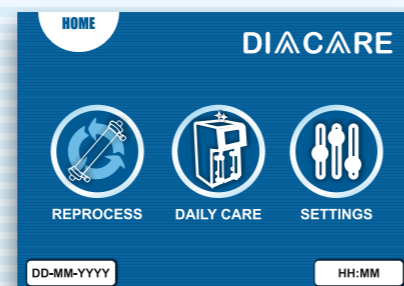 HOME
DIACARE
REPROCESS DAILY CARE SETTINGS
DD-MM-YYYY HH:MM